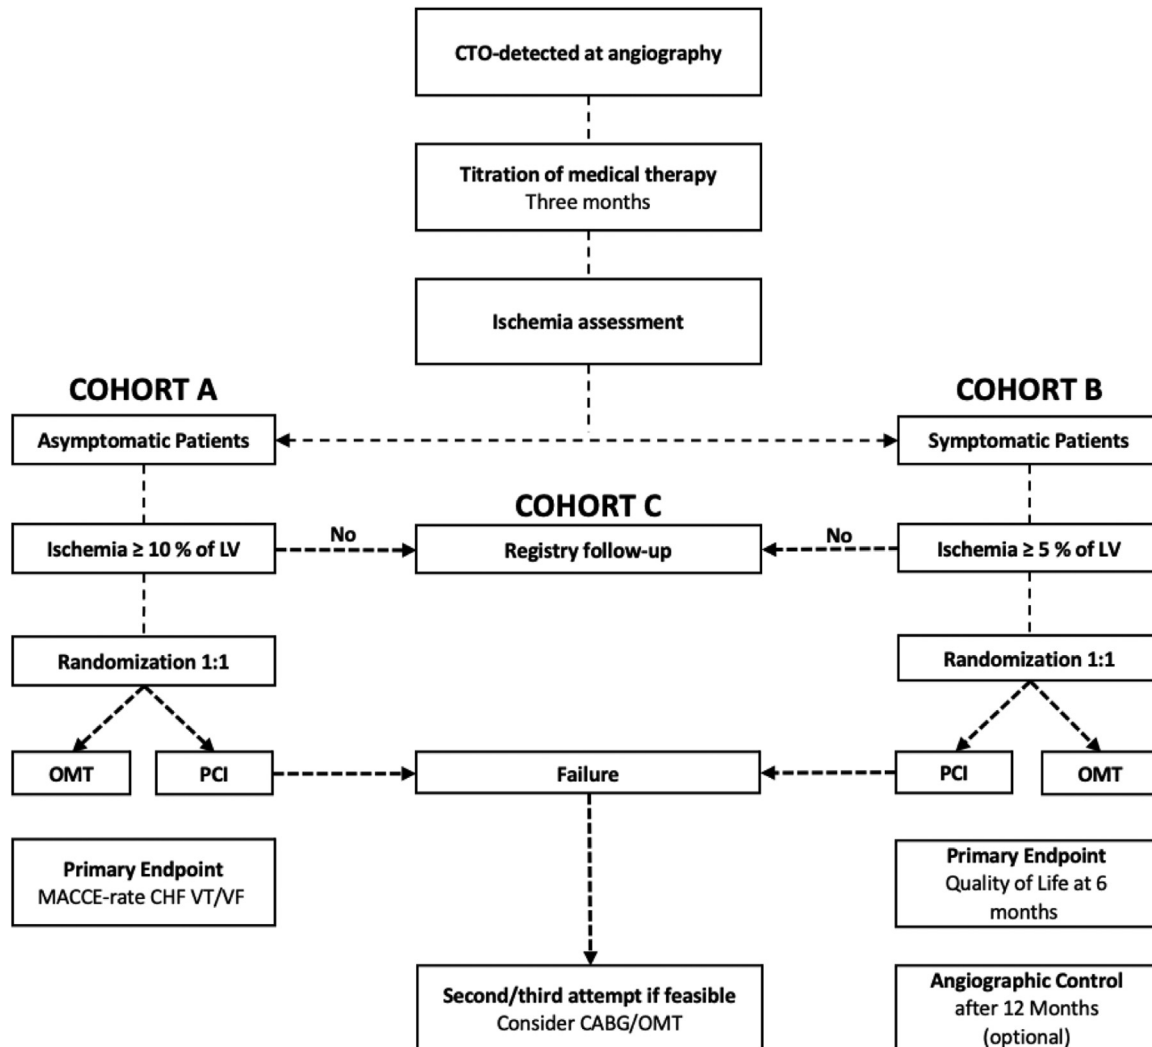 CTO-detected at angiography
Titration of medical therapy
Three months
Ischemia assessment
COHORT A
COHORT B
Asymptomatic Patients
Symptomatic Patients
COHORT C
Ischemia ≥ 10 % of LV
No
Registry follow-up
No
Ischemia ≥ 5 % of LV
Randomization 1:1
Randomization 1:1
OMT
PCI
Failure
PCI
OMT
Primary Endpoint
MACCE-rate CHF VT/VF
Primary Endpoint
Quality of Life at 6
months
Second/third attempt if feasible
Consider CABG/OMT
Angiographic Control
after 12 Months
(optional)